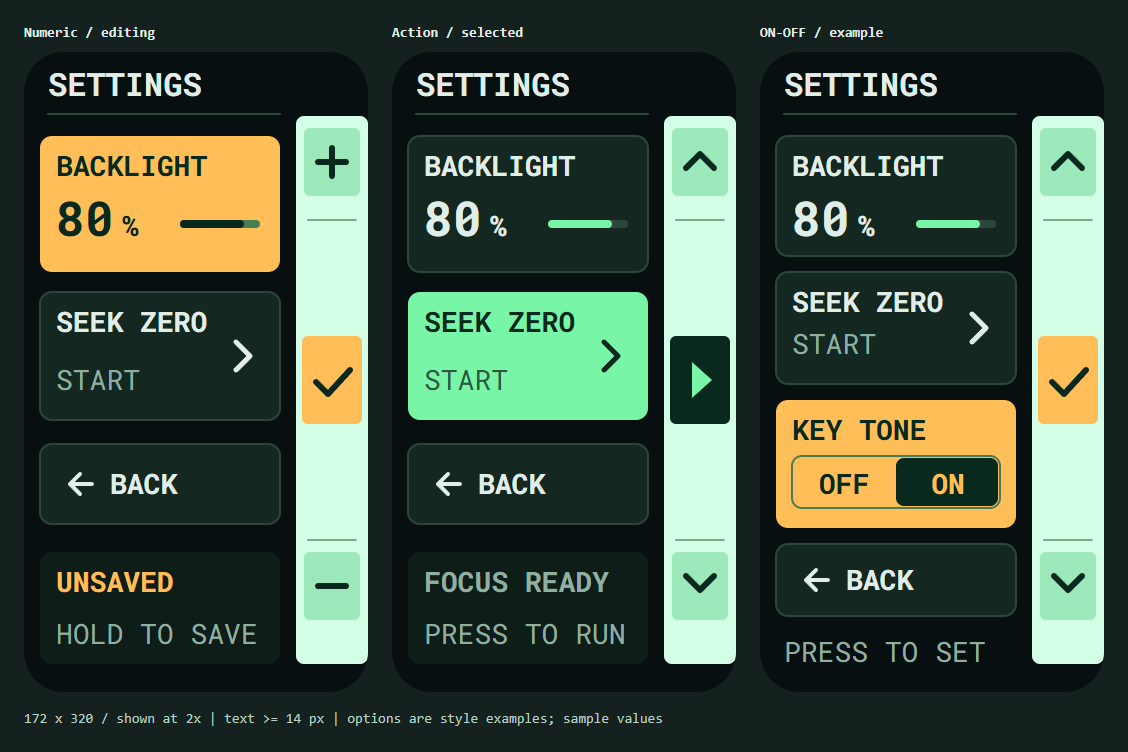 Numeric / editing
SETTINGS
BACKLIGHT
80 %
SEEK ZERO
START
BACK
UNSAVED
HOLD TO SAVE
Action / selected
SETTINGS
BACKLIGHT
80 %
SEEK ZERO
START
BACK
FOCUS READY
PRESS TO RUN
ON-OFF / example
SETTINGS
BACKLIGHT
80 %
SEEK ZERO
START
KEY TONE
OFF ON
BACK
PRESS TO SET
172 x 320 / shown at 2x | text >= 14 px | options are style examples; sample values